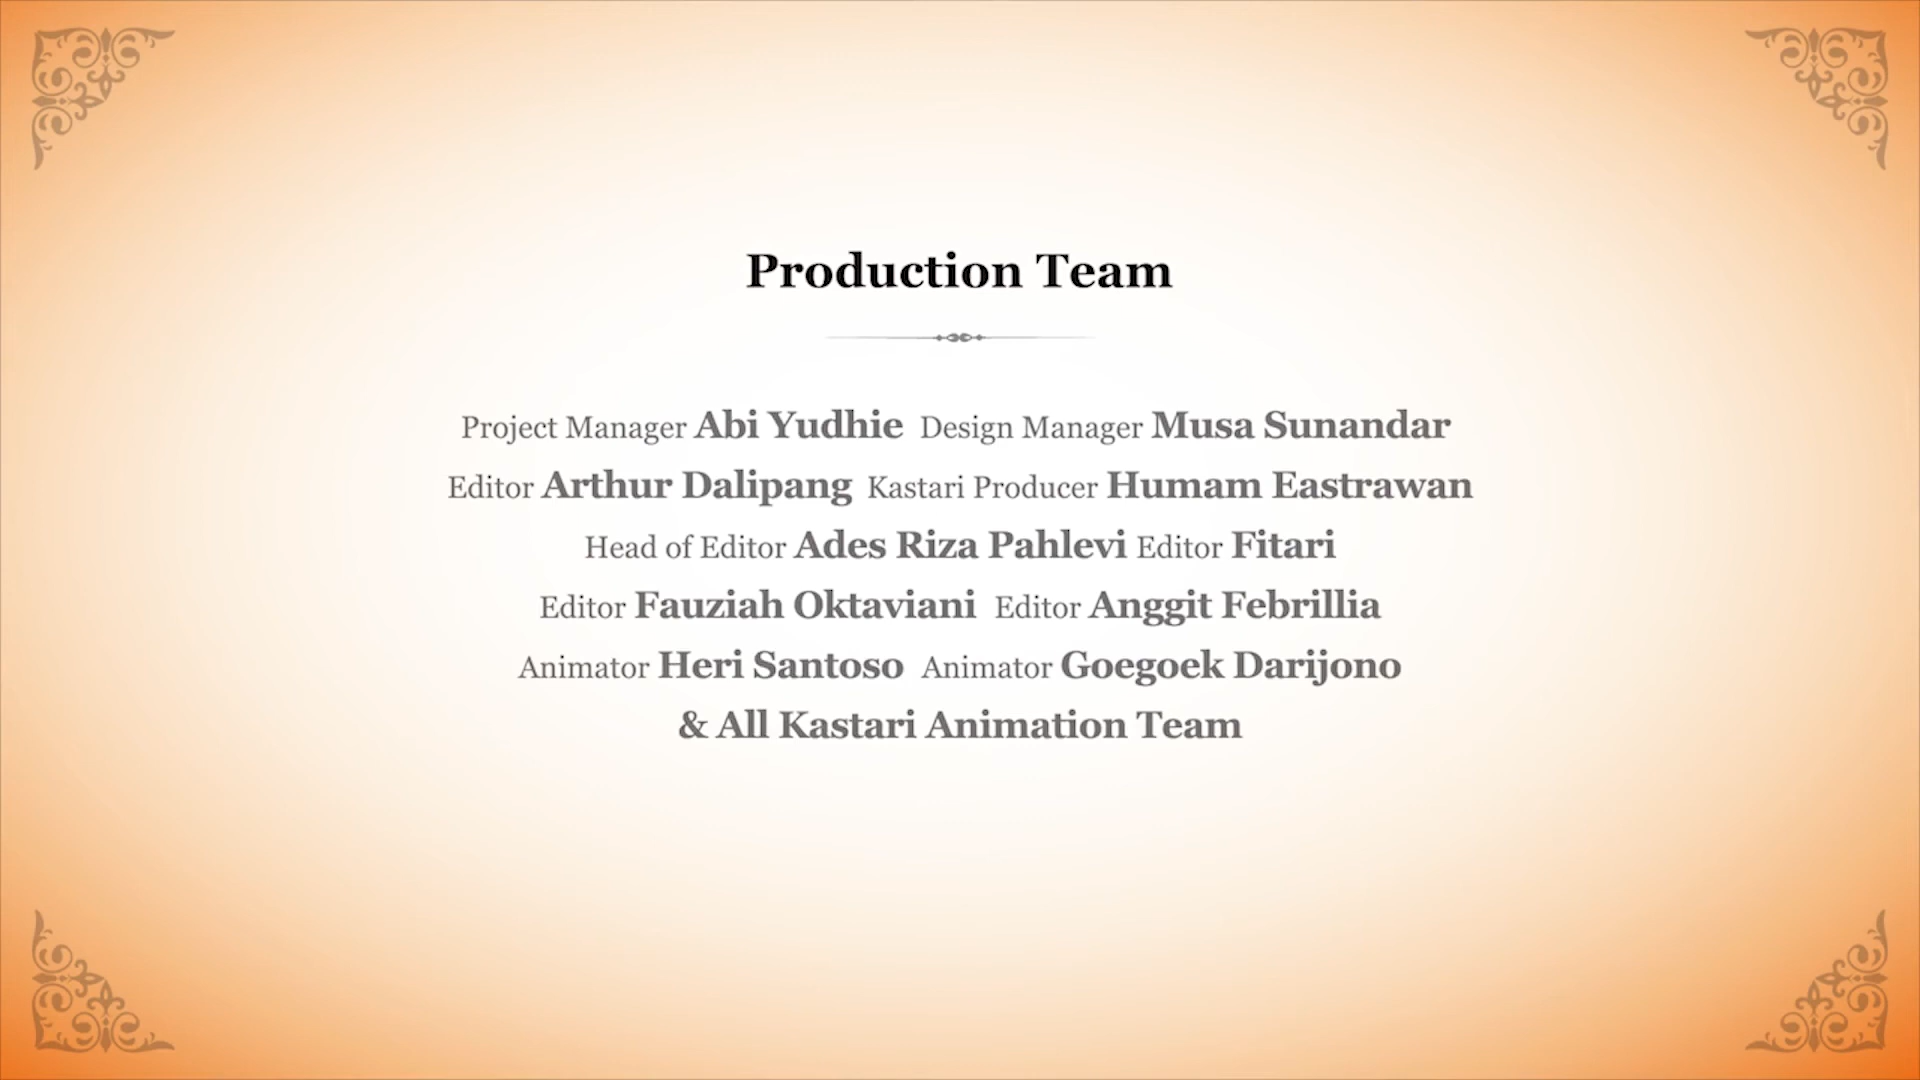 Production Team
Project Manager Abi Yudhie Design Manager Musa Sunandar
Editor Arthur Dalipang Kastari Producer Humam Eastrawan
Head of Editor Ades Riza Pahlevi Editor Fitari
Editor Fauziah Oktaviani Editor Anggit Febrillia
Animator Heri Santoso Animator Goegoek Darijono
& All Kastari Animation Team